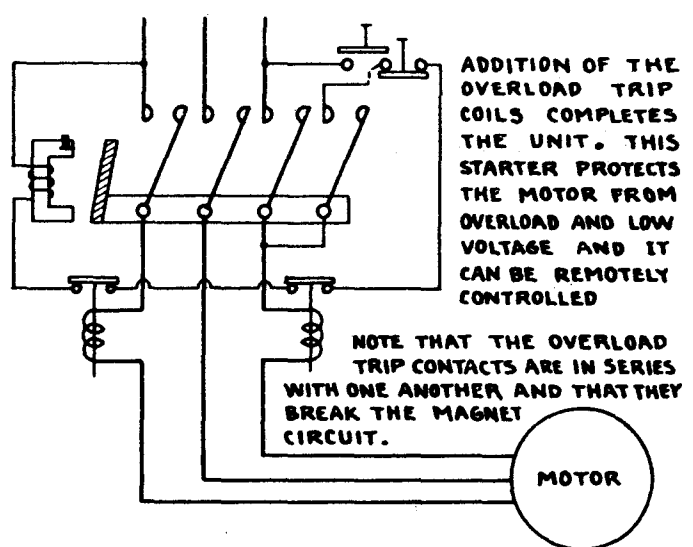 ADDITION OF THE
OVERLOAD TRIP
COILS COMPLETES
THE UNIT. THIS
STARTER PROTECTS
THE MOTOR FROM
OVERLOAD AND LOW
VOLTAGE AND IT
CAN BE REMOTELY
CONTROLLED
NOTE THAT THE OVERLOAD
TRIP CONTACTS ARE IN SERIES
WITH ONE ANOTHER AND THAT THEY
BREAK THE MAGNET
CIRCUIT.
MOTOR